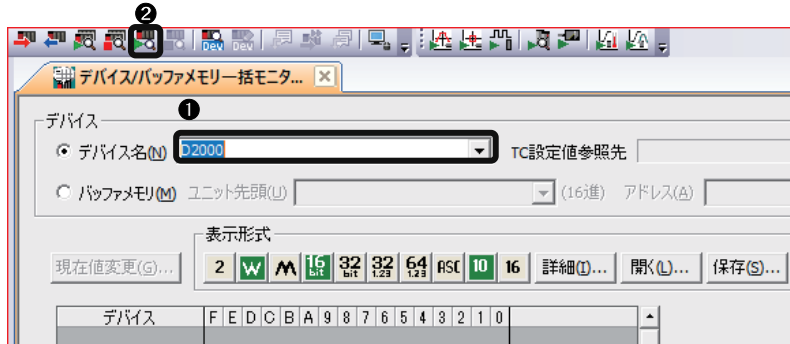 ❷
Dev Dev
デバイス/バッファメモリ一括モニタ...
❶
デバイス
デバイス名(N) D2000 TC設定値参照先
バッファメモリ(M) ユニット先頭(U) (16進) アドレス(A)
表示形式
現在値変更(G)... 2 W M 16bit 32bit 32 1.23 64 1.23 ASC 10 16 詳細(I)... 開く(L)... 保存(S)...
デバイス F E D C B A 9 8 7 6 5 4 3 2 1 0